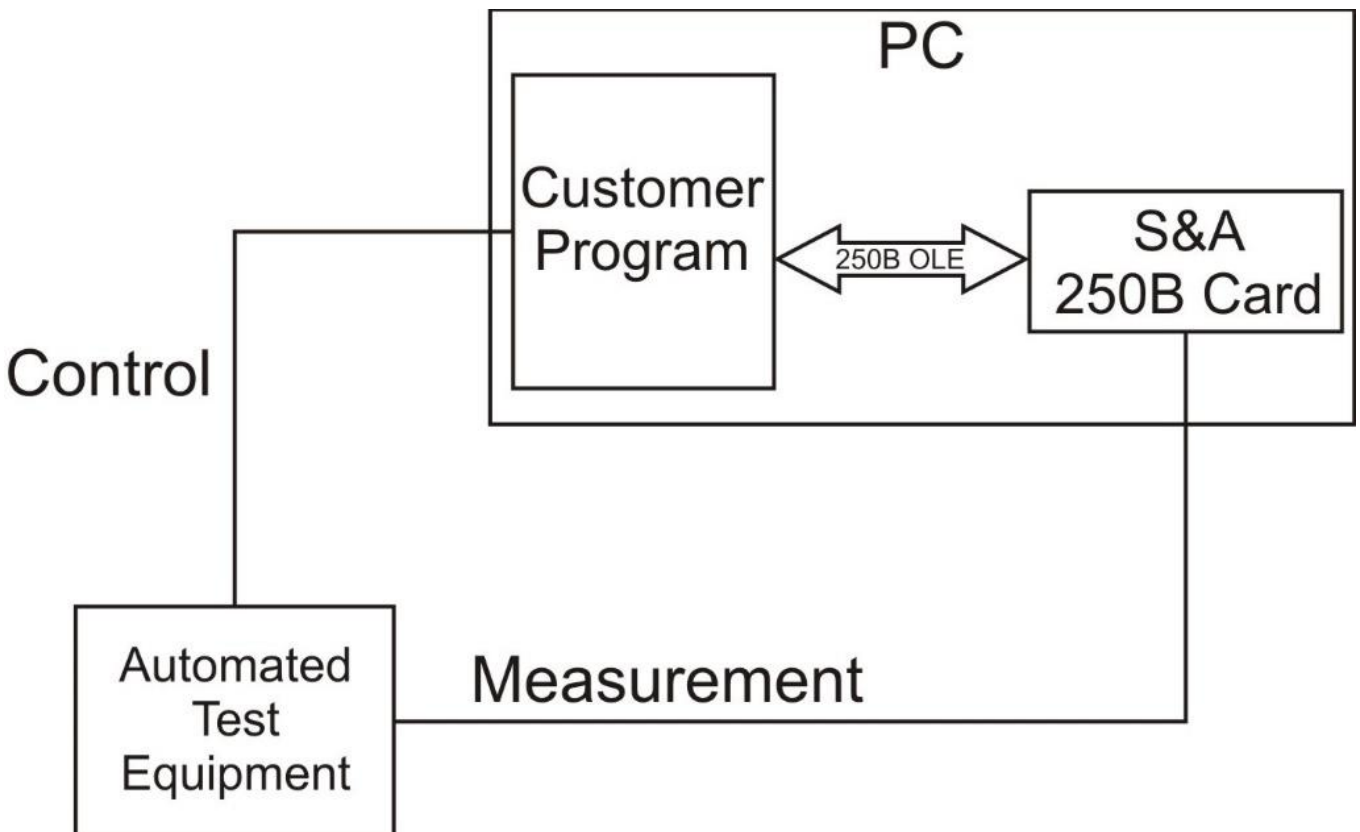 PC
Customer
Program
250B OLE
S&A
250B Card
Control
Measurement
Automated
Test
Equipment